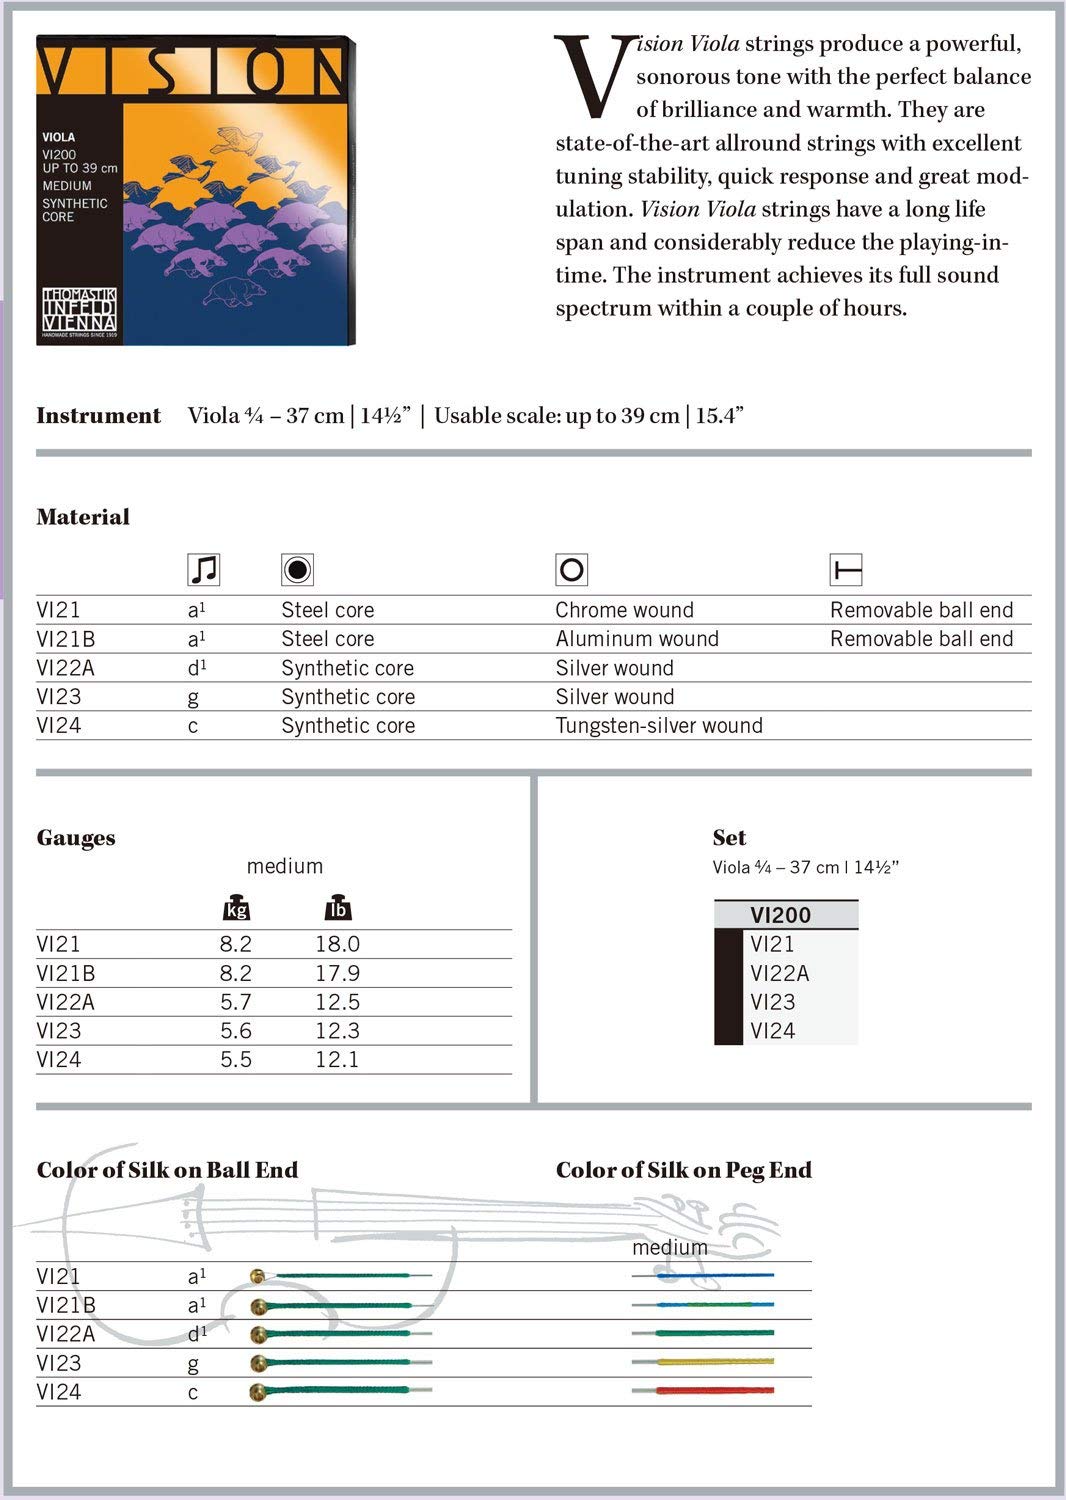 VISION
VIOLA
VI200
UP TO 39 cm
MEDIUM
SYNTHETIC
CORE
THOMASTIK
INFELD
VIENNA
HANDMADE STRINGS SINCE 1919
Vision Viola strings produce a powerful,
sonorous tone with the perfect balance
of brilliance and warmth. They are
state-of-the-art allround strings with excellent
tuning stability, quick response and great mod-
ulation. Vision Viola strings have a long life
span and considerably reduce the playing-in-
time. The instrument achieves its full sound
spectrum within a couple of hours.
Instrument Viola 4/4 – 37 cm | 14½” | Usable scale: up to 39 cm | 15.4”
Material
VI21 a¹ Steel core Chrome wound Removable ball end
VI21B a¹ Steel core Aluminum wound Removable ball end
VI22A d¹ Synthetic core Silver wound
VI23 g Synthetic core Silver wound
VI24 c Synthetic core Tungsten-silver wound
Gauges
medium
kg lb
VI21 8.2 18.0
VI21B 8.2 17.9
VI22A 5.7 12.5
VI23 5.6 12.3
VI24 5.5 12.1
Set
Viola 4/4 – 37 cm | 14½”
VI200
VI21
VI22A
VI23
VI24
Color of Silk on Ball End Color of Silk on Peg End
medium
VI21 a¹
VI21B a¹
VI22A d¹
VI23 g
VI24 c